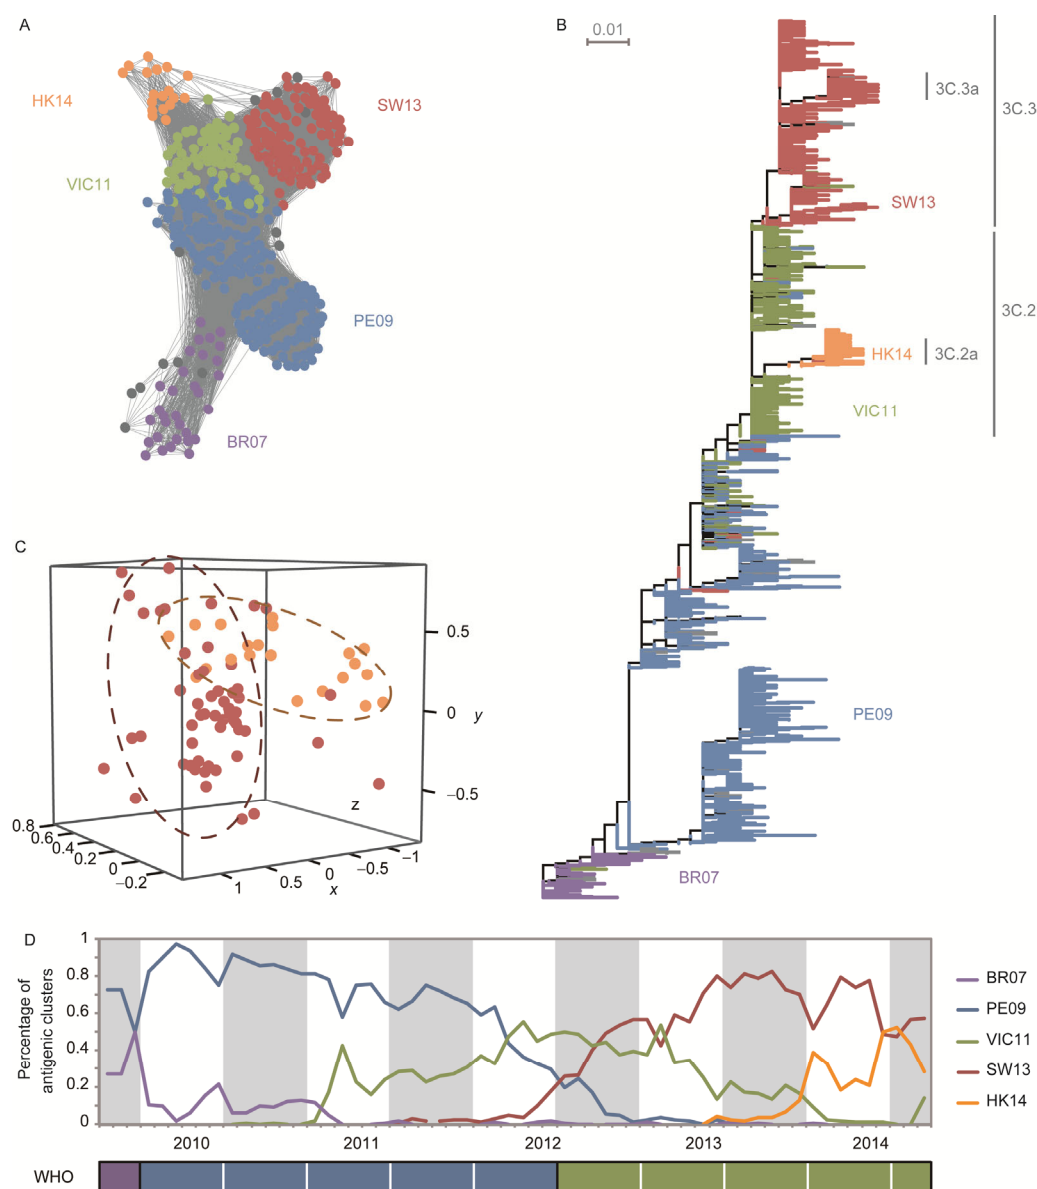 A
HK14
SW13
VIC11
PE09
BR07
B
0.01
3C.3a
3C.3
SW13
3C.2
HK14
3C.2a
VIC11
PE09
BR07
C
0.5
0
y
−0.5
z
0.8
0.6
0.4
0.2
0
−0.2
1
0.5
0
−0.5
−1
x
D
Percentage of
antigenic clusters
1
0.8
0.6
0.4
0.2
0
2010
2011
2012
2013
2014
BR07
PE09
VIC11
SW13
HK14
WHO